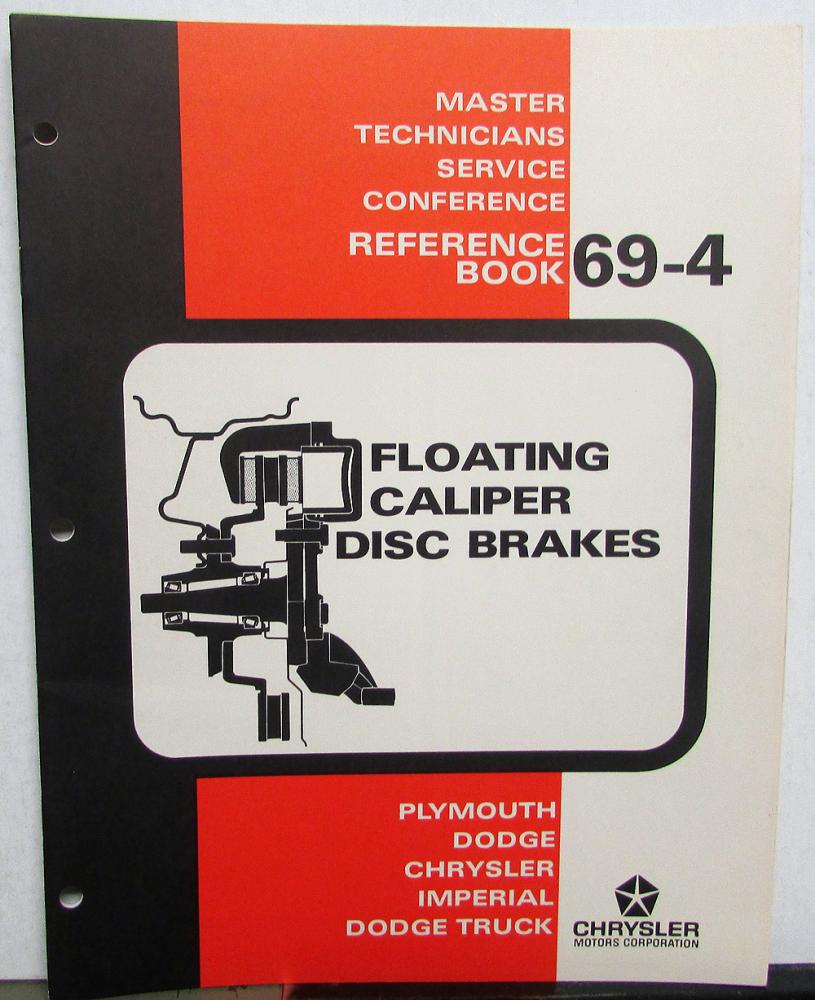 MASTER
TECHNICIANS
SERVICE
CONFERENCE
REFERENCE
BOOK 69-4
FLOATING
CALIPER
DISC BRAKES
PLYMOUTH
DODGE
CHRYSLER
IMPERIAL
DODGE TRUCK
CHRYSLER
MOTORS CORPORATION